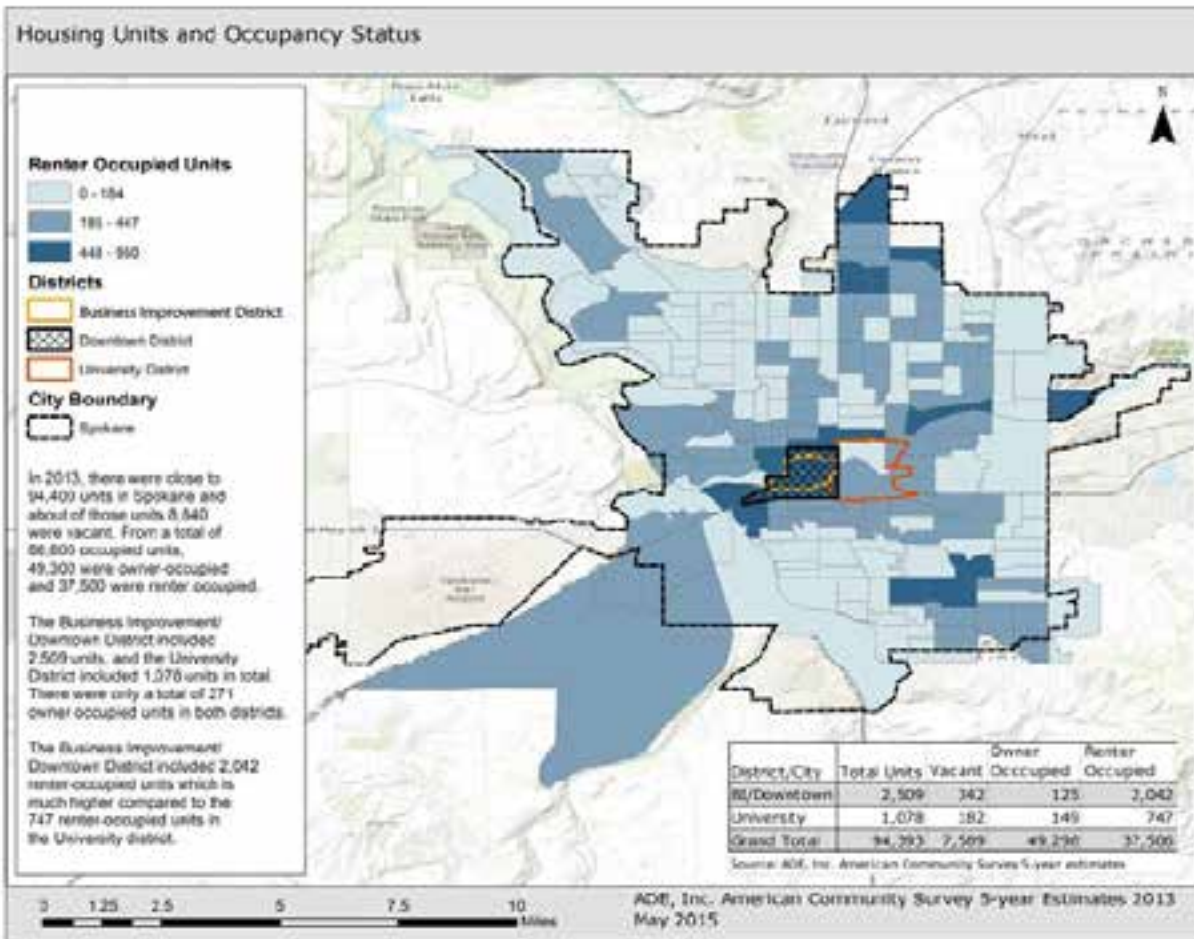 Housing Units and Occupancy Status
N
Renter Occupied Units
0 - 184
185 - 447
448 - 960
Districts
Business Improvement District
Downtown District
University District
City Boundary
Spokane
In 2013, there were close to
94,400 units in Spokane and
about of those units 8,640
were vacant. From a total of
86,800 occupied units,
49,300 were owner-occupied
and 37,500 were renter occupied.
The Business Improvement/
Downtown District included
2,509 units, and the University
District included 1,078 units in total.
There were only a total of 271
owner occupied units in both districts.
The Business Improvement/
Downtown District included 2,042
renter-occupied units which is
much higher compared to the
747 renter-occupied units in
the University district.
District/City Total Units Vacant Owner Occcupied Renter Occupied
BI/Downtown 2,509 342 125 2,042
University 1,078 182 149 747
Grand Total 94,393 7,589 49,298 37,506
Source: ADE, Inc. American Community Survey 5-year estimates
0 1.25 2.5 5 7.5 10
Miles
ADE, Inc. American Community Survey 5-year Estimates 2013
May 2015